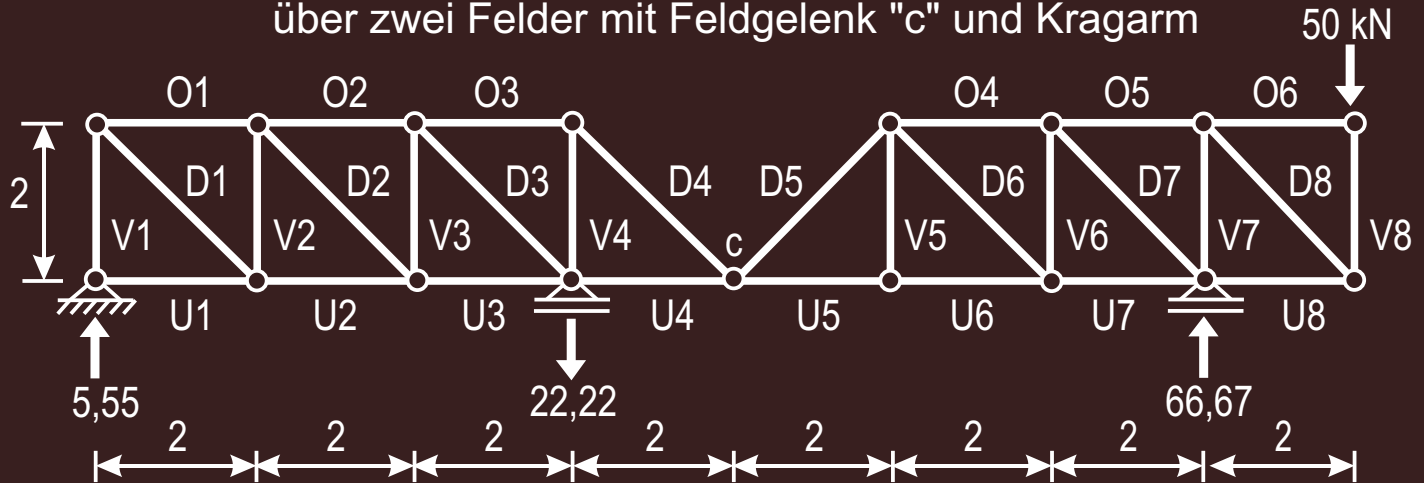 über zwei Felder mit Feldgelenk "c" und Kragarm
50 kN
O1 O2 O3 O4 O5 O6
2 D1 D2 D3 D4 D5 D6 D7 D8
V1 V2 V3 V4 c V5 V6 V7 V8
U1 U2 U3 U4 U5 U6 U7 U8
5,55 22,22 66,67
2 2 2 2 2 2 2 2